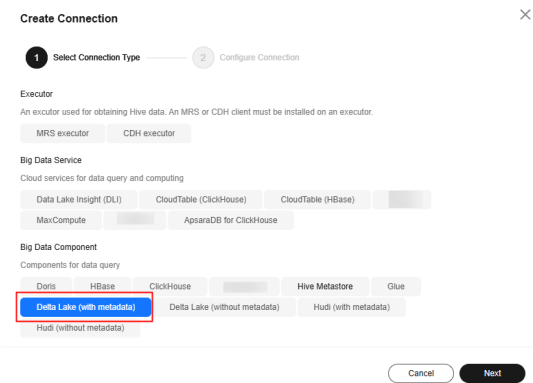 Create Connection
1 Select Connection Type 2 Configure Connection
Executor
An excutor used for obtaining Hive data. An MRS or CDH client must be installed on an executor.
MRS executor CDH executor
Big Data Service
Cloud services for data query and computing
Data Lake Insight (DLI) CloudTable (ClickHouse) CloudTable (HBase)
MaxCompute ApsaraDB for ClickHouse
Big Data Component
Components for data query
Doris HBase ClickHouse Hive Metastore Glue
Delta Lake (with metadata) Delta Lake (without metadata) Hudi (with metadata)
Hudi (without metadata)
Cancel Next